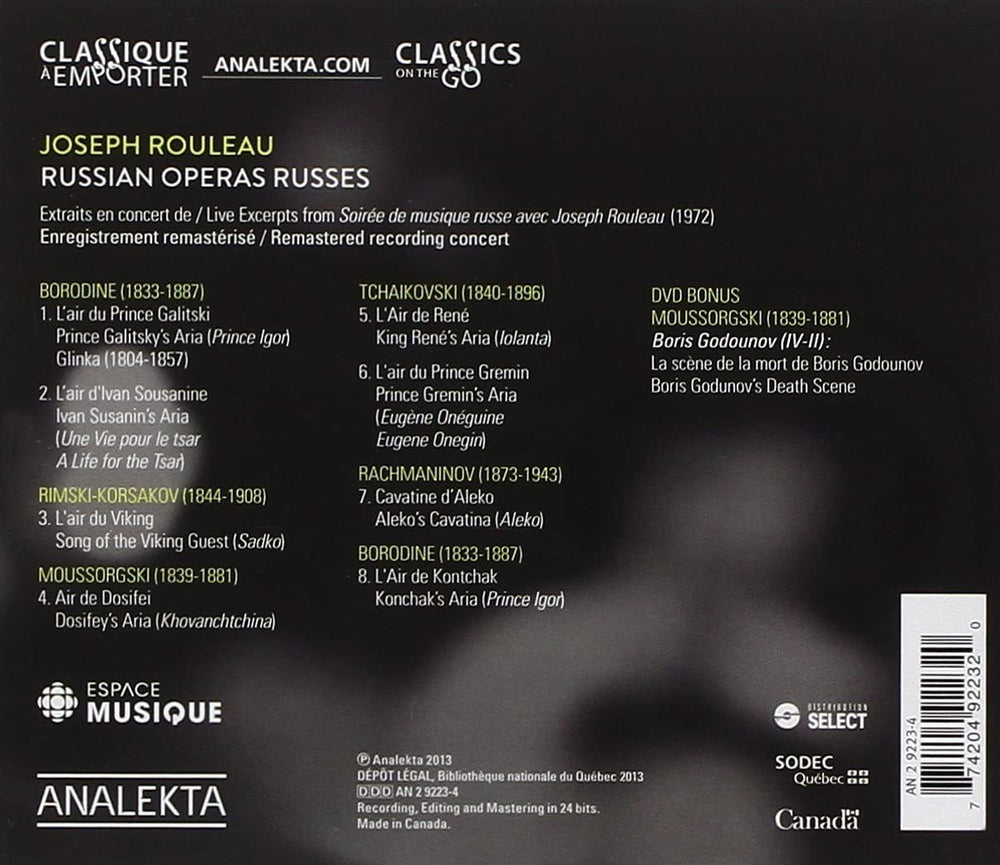 CLASSIQUE
À EMPORTER
ANALEKTA.COM
CLASSICS
ON THE GO
JOSEPH ROULEAU
RUSSIAN OPERAS RUSSES
Extraits en concert de / Live Excerpts from Soirée de musique russe avec Joseph Rouleau (1972)
Enregistrement remastérisé / Remastered recording concert
BORODINE (1833-1887)
1. L'air du Prince Galitski
Prince Galitsky's Aria (Prince Igor)
Glinka (1804-1857)
2. L'air d'Ivan Sousanine
Ivan Susanin's Aria
(Une Vie pour le tsar
A Life for the Tsar)
RIMSKI-KORSAKOV (1844-1908)
3. L'air du Viking
Song of the Viking Guest (Sadko)
MOUSSORGSKI (1839-1881)
4. Air de Dosifei
Dosifey's Aria (Khovanchtchina)
TCHAIKOVSKI (1840-1896)
5. L'Air de René
King René's Aria (Iolanta)
6. L'air du Prince Gremin
Prince Gremin's Aria
(Eugène Onéguine
Eugene Onegin)
RACHMANINOV (1873-1943)
7. Cavatine d'Aleko
Aleko's Cavatina (Aleko)
BORODINE (1833-1887)
8. L'Air de Kontchak
Konchak's Aria (Prince Igor)
DVD BONUS
MOUSSORGSKI (1839-1881)
Boris Godounov (IV-II):
La scène de la mort de Boris Godounov
Boris Godunov's Death Scene
ESPACE
MUSIQUE
ANALEKTA
℗ Analekta 2013
DÉPÔT LÉGAL, Bibliothèque nationale du Québec 2013
DDD AN 2 9223-4
Recording, Editing and Mastering in 24 bits.
Made in Canada.
DISTRIBUTION
SELECT
SODEC
Québec
Canada
AN 2 9223-4
7 74204 92232 0